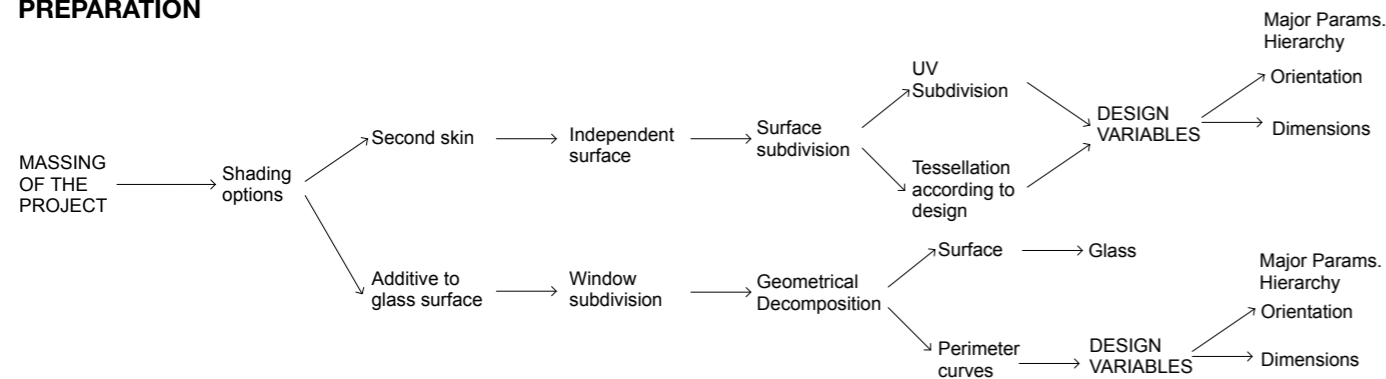 PREPARATION
MASSING
OF THE
PROJECT
Shading
options
Second skin
Independent
surface
Surface
subdivision
UV
Subdivision
Tessellation
according to
design
DESIGN
VARIABLES
Major Params.
Hierarchy
Orientation
Dimensions
Additive to
glass surface
Window
subdivision
Geometrical
Decomposition
Surface
Glass
Perimeter
curves
DESIGN
VARIABLES
Major Params.
Hierarchy
Orientation
Dimensions